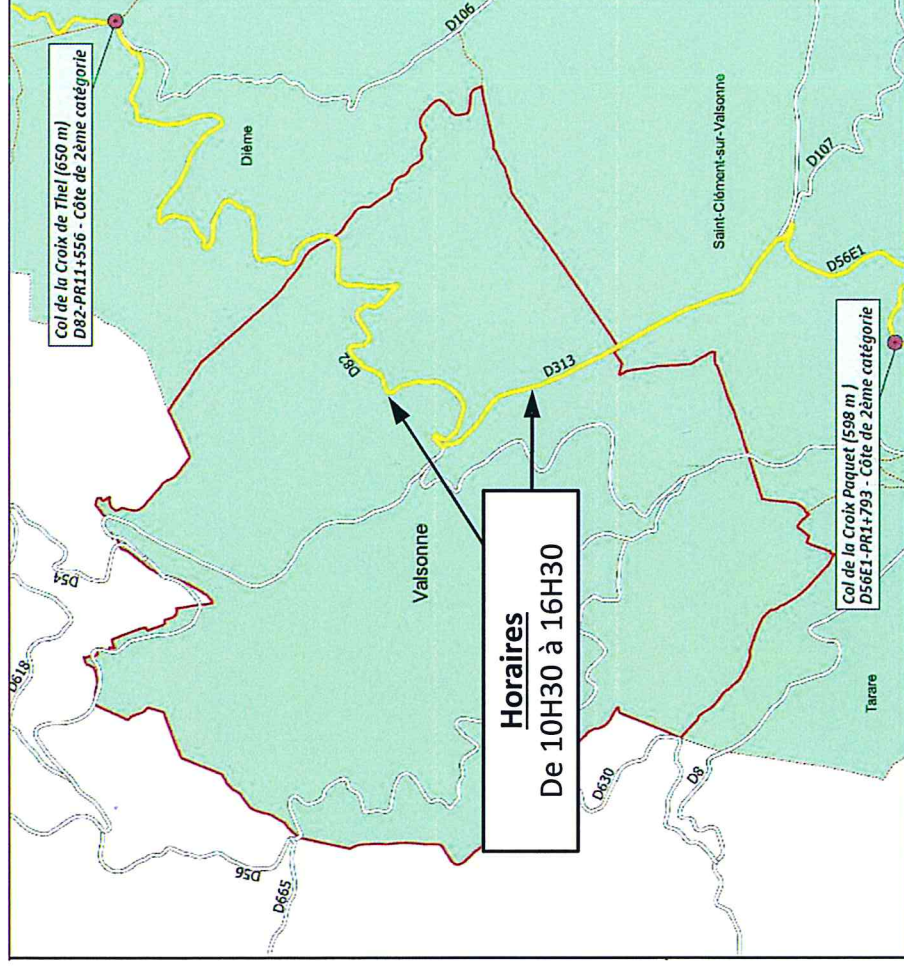 Col de la Croix de Thel (650 m)
D82-PR11+556 - Côte de 2ème catégorie
D106
Dième
D54
D618
D82
Saint-Clément-sur-Valsonne
D107
D313
D56E1
Valsonne
Horaires
De 10H30 à 16H30
D56
D665
D630
D8
Col de la Croix Paquet (598 m )
D56E1-PR1+793 - Côte de 2ème catégorie
Tarare